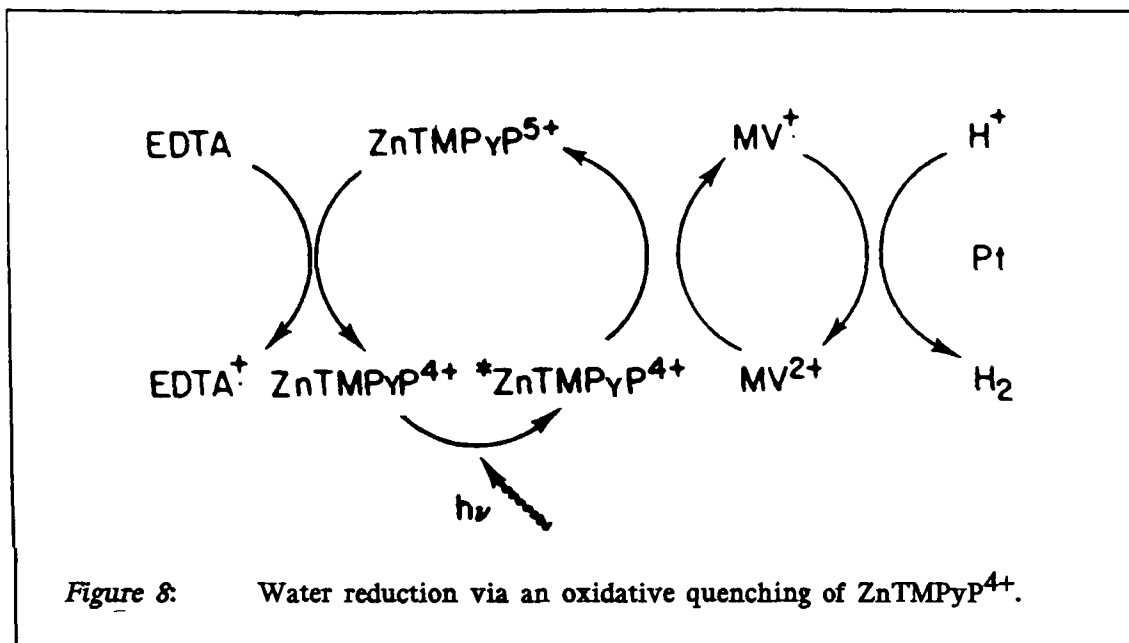 EDTA ZnTMPyP⁵⁺ MV⁺· H⁺
Pt
EDTA⁺· ZnTMPyP⁴⁺ *ZnTMPyP⁴⁺ MV²⁺ H₂
hν
Figure 8: Water reduction via an oxidative quenching of ZnTMPyP⁴⁺.